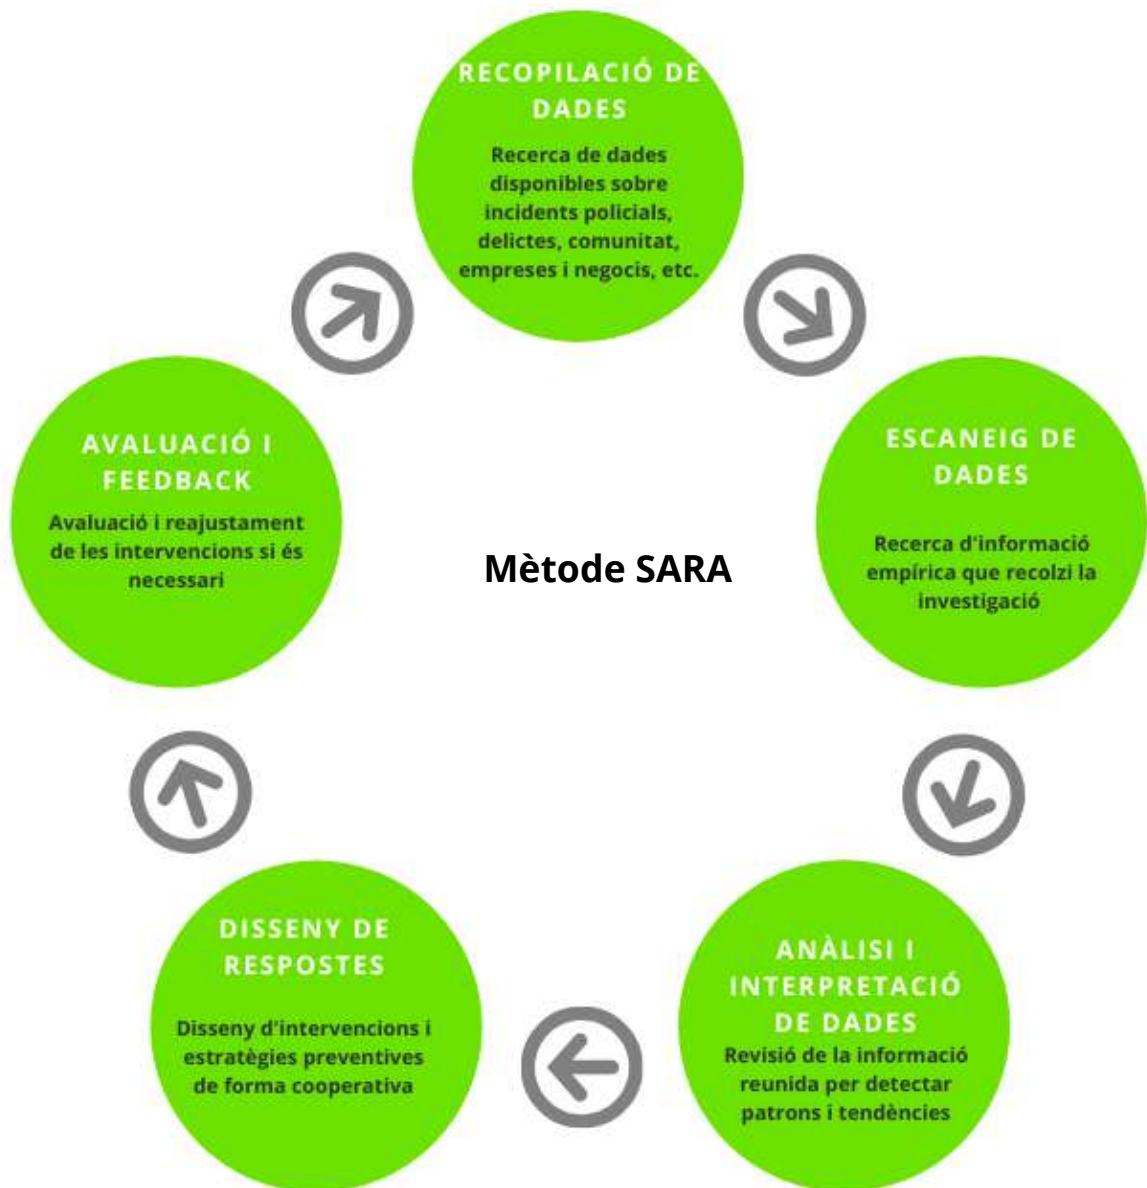 RECOPILACIÓ DE
DADES
Recerca de dades
disponibles sobre
incidents policials,
delictes, comunitat,
empreses i negocis, etc.
ESCANEIG DE
DADES
Recerca d'informació
empírica que recolzi la
investigació
ANÀLISI I
INTERPRETACIÓ
DE DADES
Revisió de la informació
reunida per detectar
patrons i tendències
DISSENY DE
RESPOSTES
Disseny d'intervencions i
estratègies preventives
de forma cooperativa
AVALUACIÓ I
FEEDBACK
Avaluació i reajustament
de les intervencions si és
necessari
Mètode SARA